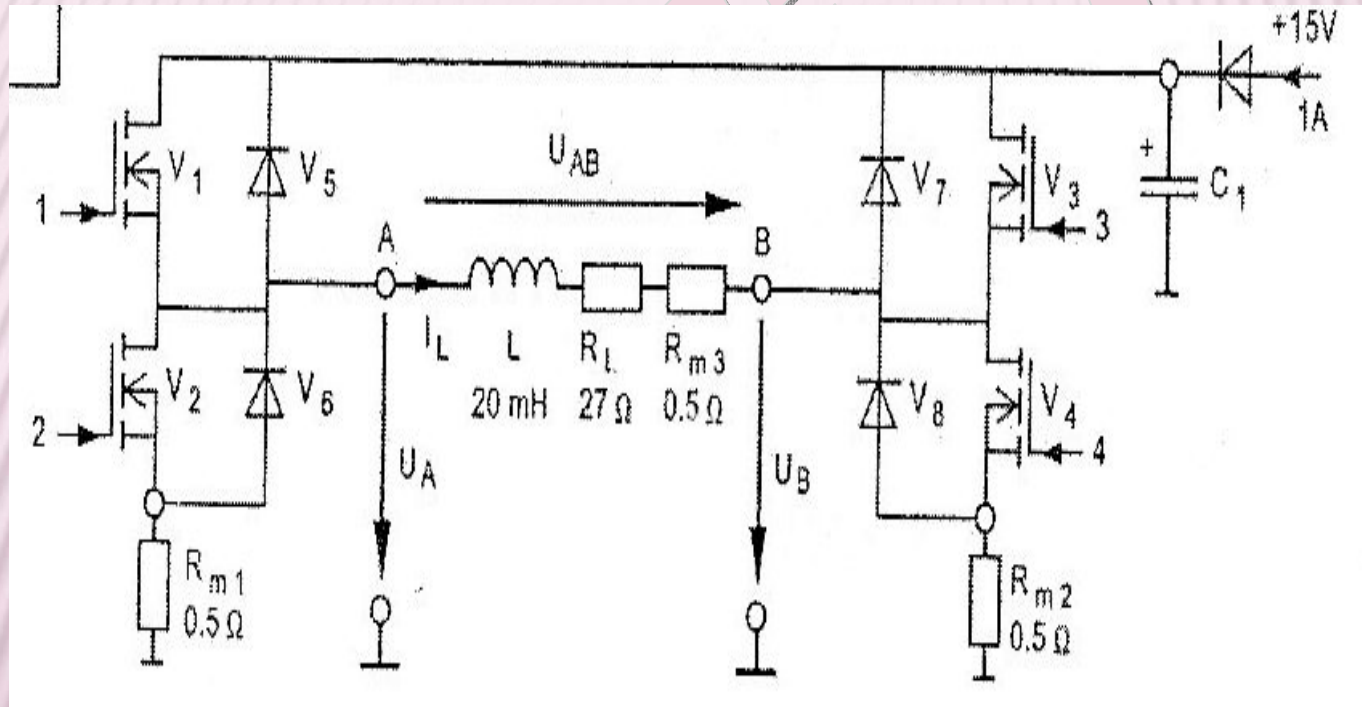 +15V
1A
U_AB
V₁
V₅
V₇
V₃
+
C₁
1
3
A
B
I_L
L
R_L
R_m3
20 mH
27 Ω
0.5 Ω
V₂
V₆
V₈
V₄
2
4
U_A
U_B
R_m1
0.5 Ω
R_m2
0.5 Ω